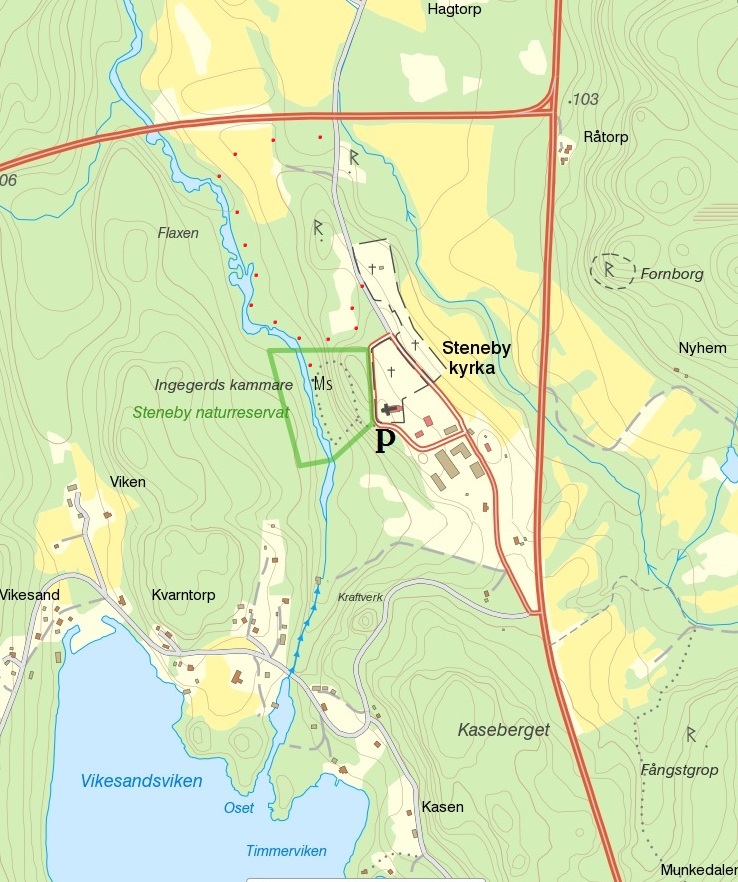 Hagtorp
103
Råtorp
06
R
R
Flaxen
R
Fornborg
Steneby
kyrka
Nyhem
Ingegerds kammare
Ms
Steneby naturreservat
P
Viken
Vikesand
Kvarntorp
Kraftverk
Kaseberget
R
Fångstgrop
Vikesandsviken
Oset
Kasen
Timmerviken
Munkedalen